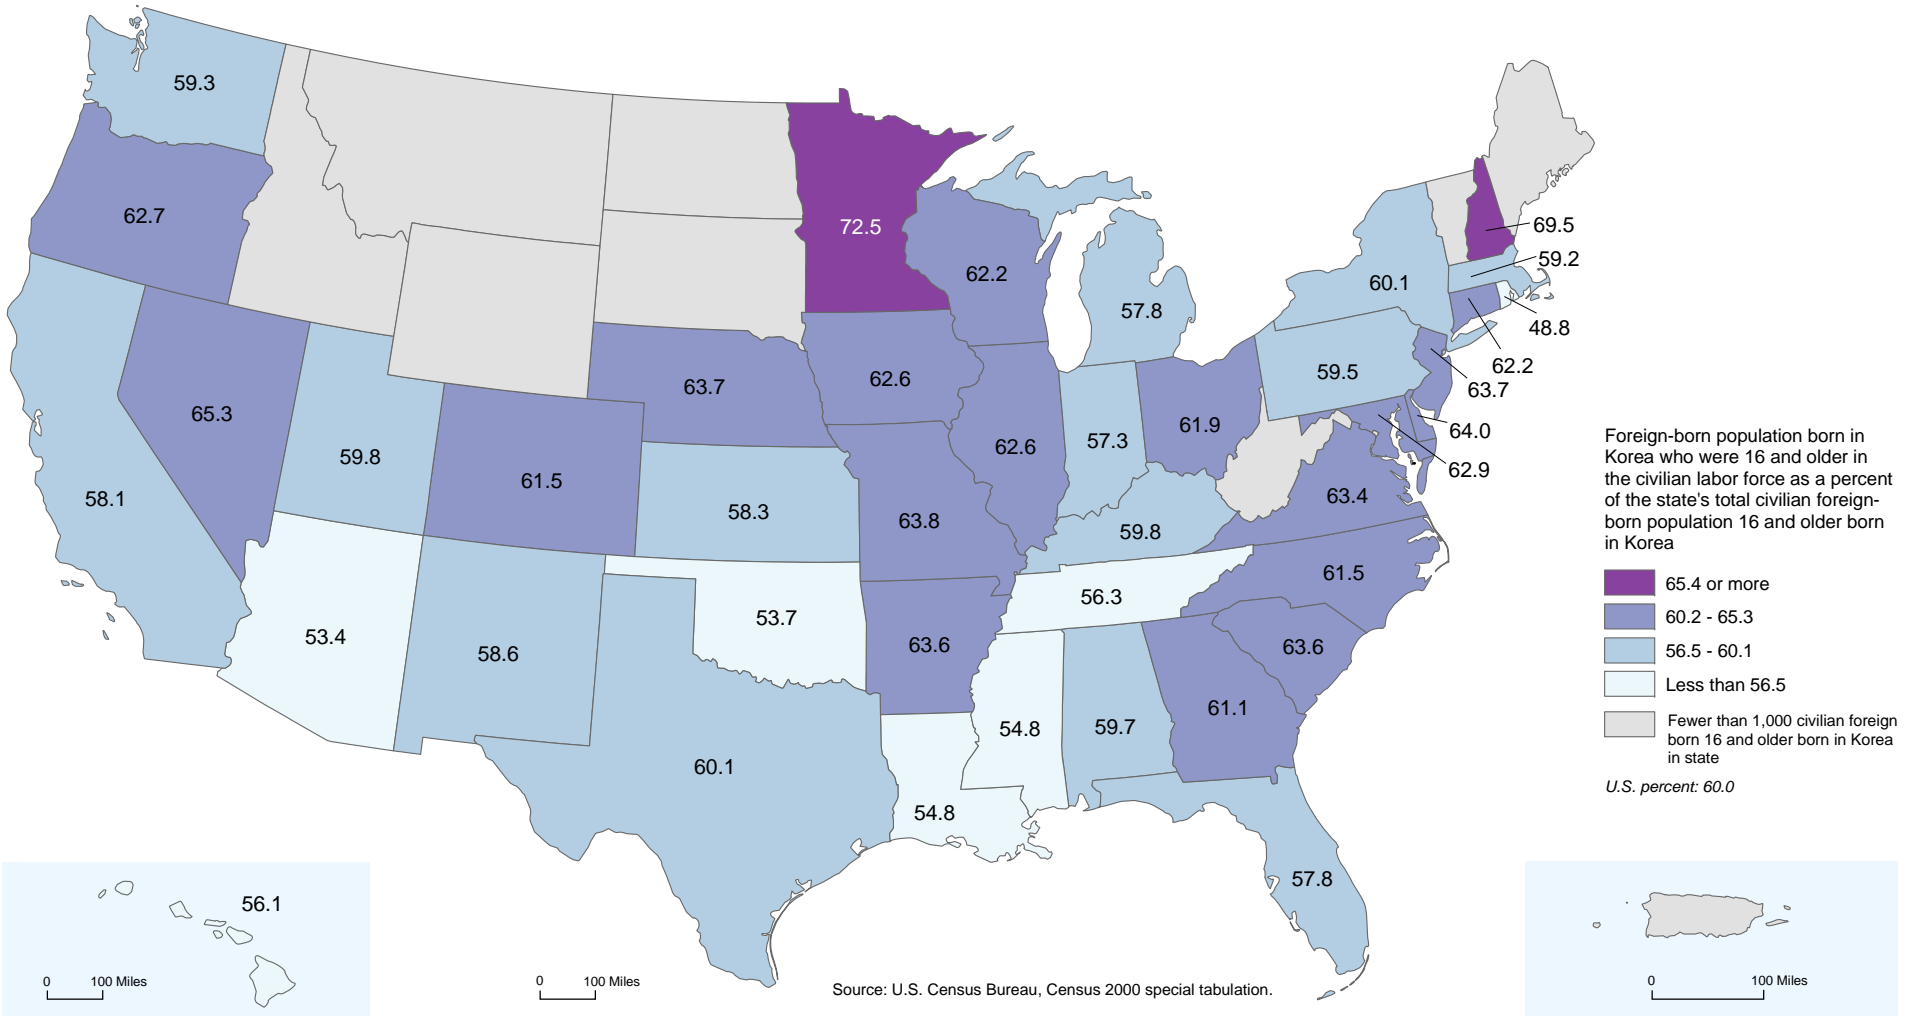 59.3
62.7
72.5
69.5
59.2
60.1
62.2
57.8
48.8
62.2
63.7
59.5
63.7
62.6
65.3
61.9
64.0
59.8
57.3
62.6
62.9
61.5
58.1
63.4
58.3
63.8
59.8
61.5
56.3
53.7
53.4
58.6
63.6
63.6
61.1
54.8
59.7
60.1
54.8
57.8
56.1
Foreign-born population born in
Korea who were 16 and older in
the civilian labor force as a percent
of the state's total civilian foreign-
born population 16 and older born
in Korea
65.4 or more
60.2 - 65.3
56.5 - 60.1
Less than 56.5
Fewer than 1,000 civilian foreign
born 16 and older born in Korea
in state
U.S. percent: 60.0
0 100 Miles
0 100 Miles
0 100 Miles
Source: U.S. Census Bureau, Census 2000 special tabulation.